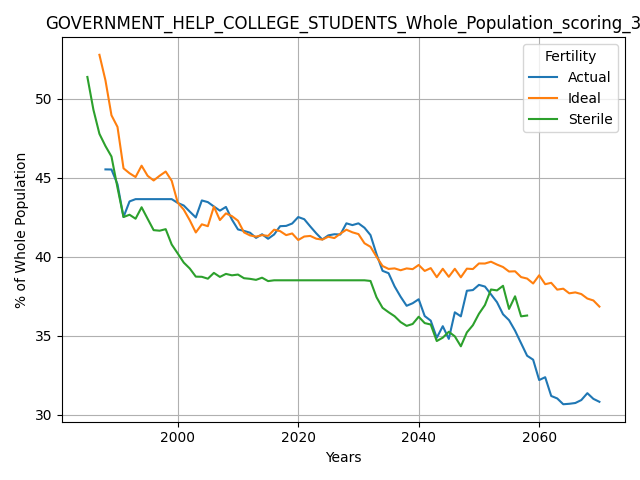 GOVERNMENT_HELP_COLLEGE_STUDENTS_Whole_Population_scoring_3
Fertility
Actual
Ideal
Sterile
% of Whole Population
50
45
40
35
30
2000
2020
2040
2060
Years